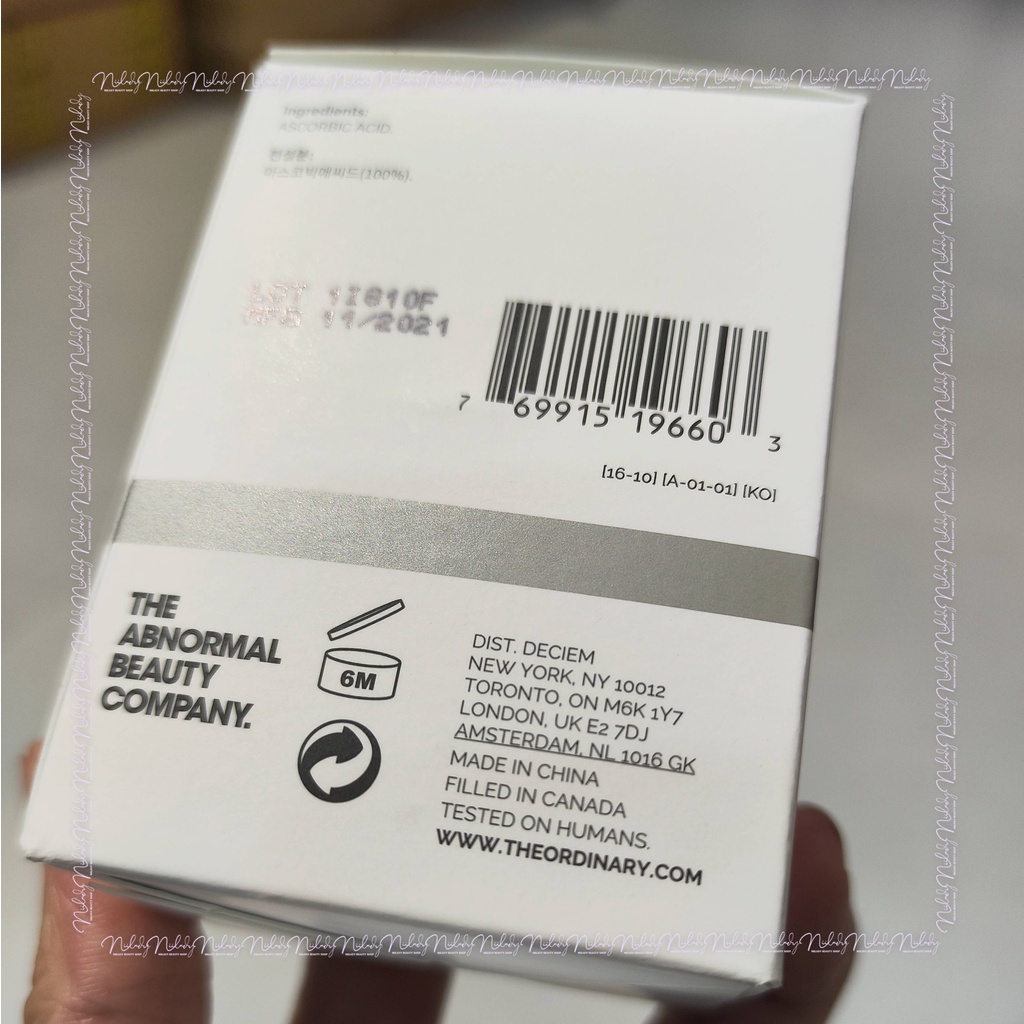 Ingredients:
ASCORBIC ACID.
전성분:
아스코빅애씨드(100%).
LOT 1I810F
MFD 11/2021
7 69915 19660 3
[16-10] [A-01-01] [KO]
THE
ABNORMAL
BEAUTY
COMPANY.
6M
DIST. DECIEM
NEW YORK, NY 10012
TORONTO, ON M6K 1Y7
LONDON, UK E2 7DJ
AMSTERDAM, NL 1016 GK
MADE IN CHINA
FILLED IN CANADA
TESTED ON HUMANS.
WWW.THEORDINARY.COM